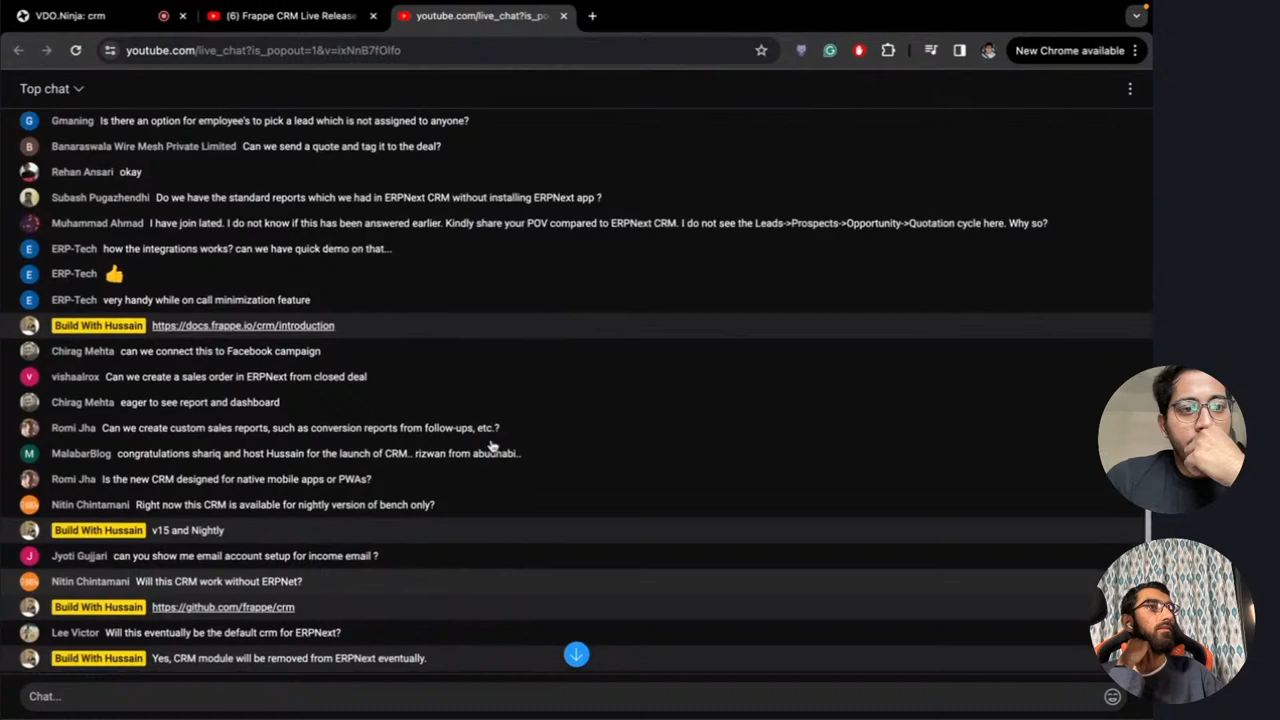 VDO.Ninja: crm
(6) Frappe CRM Live Release
youtube.com/live_chat?is_po
youtube.com/live_chat?is_popout=1&v=ixNnB7fOlfo
New Chrome available
Top chat
G Gmaning Is there an option for employee's to pick a lead which is not assigned to anyone?
B Banaraswala Wire Mesh Private Limited Can we send a quote and tag it to the deal?
Rehan Ansari okay
Subash Pugazhendhi Do we have the standard reports which we had in ERPNext CRM without installing ERPNext app ?
Muhammad Ahmad I have join lated. I do not know if this has been answered earlier. Kindly share your POV compared to ERPNext CRM. I do not see the Leads->Prospects->Opportunity->Quotation cycle here. Why so?
E ERP-Tech how the integrations works? can we have quick demo on that...
E ERP-Tech 👍
E ERP-Tech very handy while on call minimization feature
Build With Hussain https://docs.frappe.io/crm/introduction
Chirag Mehta can we connect this to Facebook campaign
v vishaalrox Can we create a sales order in ERPNext from closed deal
Chirag Mehta eager to see report and dashboard
Romi Jha Can we create custom sales reports, such as conversion reports from follow-ups, etc.?
M MalabarBlog congratulations shariq and host Hussain for the launch of CRM.. rizwan from abudhabi..
Romi Jha Is the new CRM designed for native mobile apps or PWAs?
Nitin Chintamani Right now this CRM is available for nightly version of bench only?
Build With Hussain v15 and Nightly
J Jyoti Gujjari can you show me email account setup for income email ?
Nitin Chintamani Will this CRM work without ERPNet?
Build With Hussain https://github.com/frappe/crm
Lee Victor Will this eventually be the default crm for ERPNext?
Build With Hussain Yes, CRM module will be removed from ERPNext eventually.
Chat...